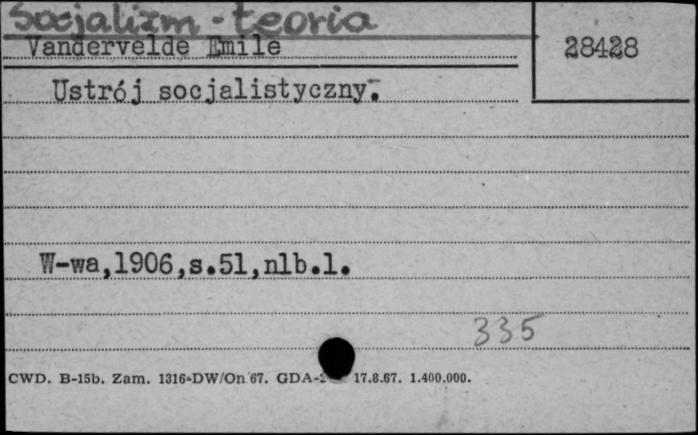 Socjalizm - teoria
Vandervelde Emile
28428
Ustrój socjalistyczny.
W-wa,1906,s.51,nlb.1.
335
CWD. B-15b. Zam. 1316-DW/On 67. GDA-2 17.8.67. 1.400.000.